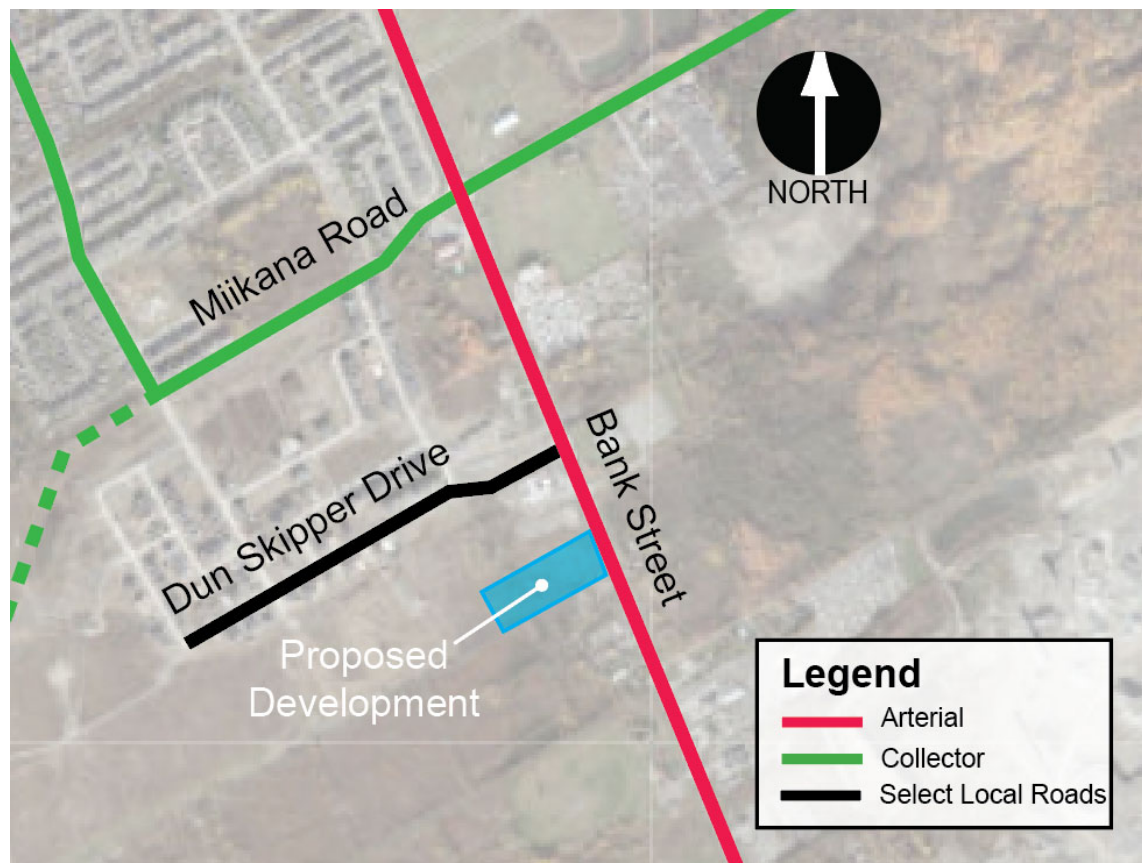 NORTH
Miikana Road
Bank Street
Dun Skipper Drive
Proposed
Development
Legend
Arterial
Collector
Select Local Roads